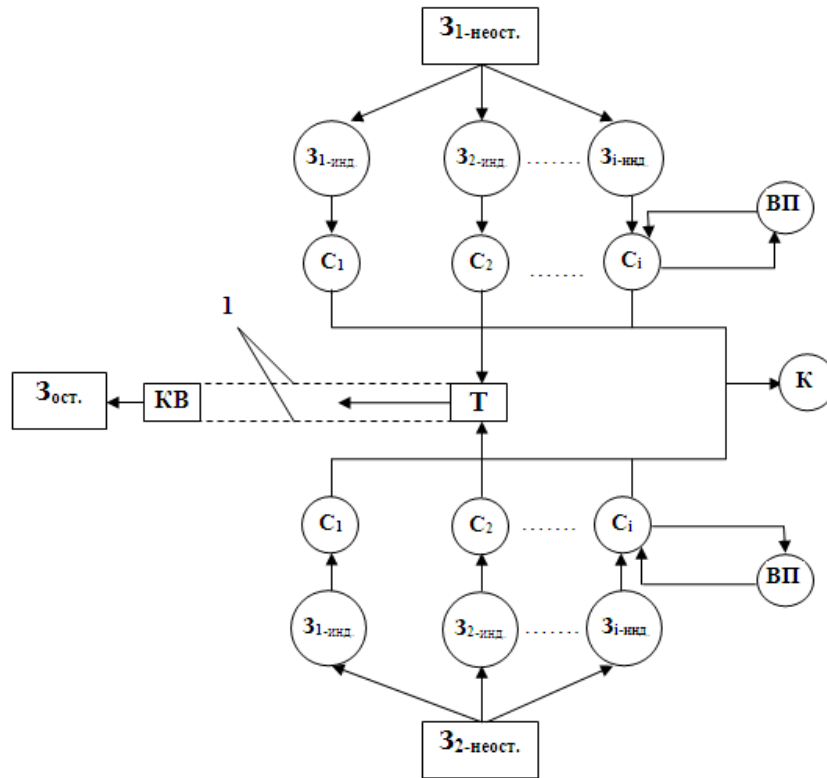 З₁₋неост.
З₁₋инд. З₂₋инд. ....... Зᵢ₋инд.
ВП
С₁ С₂ ....... Сᵢ
1
Зост. КВ Т К
С₁ С₂ ....... Сᵢ
ВП
З₁₋инд. З₂₋инд. ....... Зᵢ₋инд.
З₂₋неост.